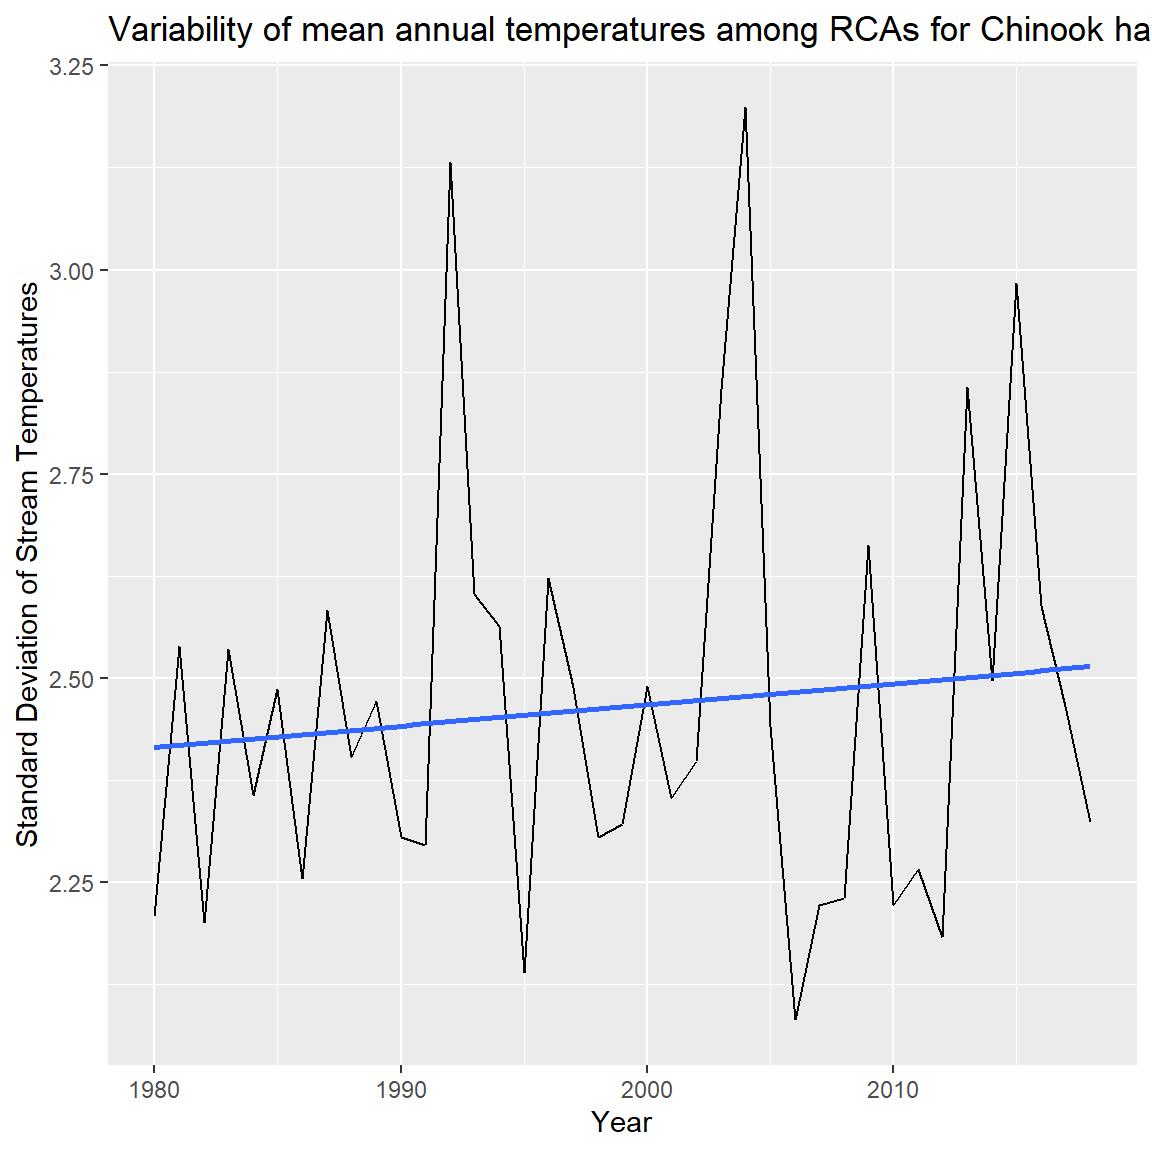 Variability of mean annual temperatures among RCAs for Chinook ha
3.25
3.00
2.75
2.50
2.25
Standard Deviation of Stream Temperatures
1980 1990 2000 2010
Year